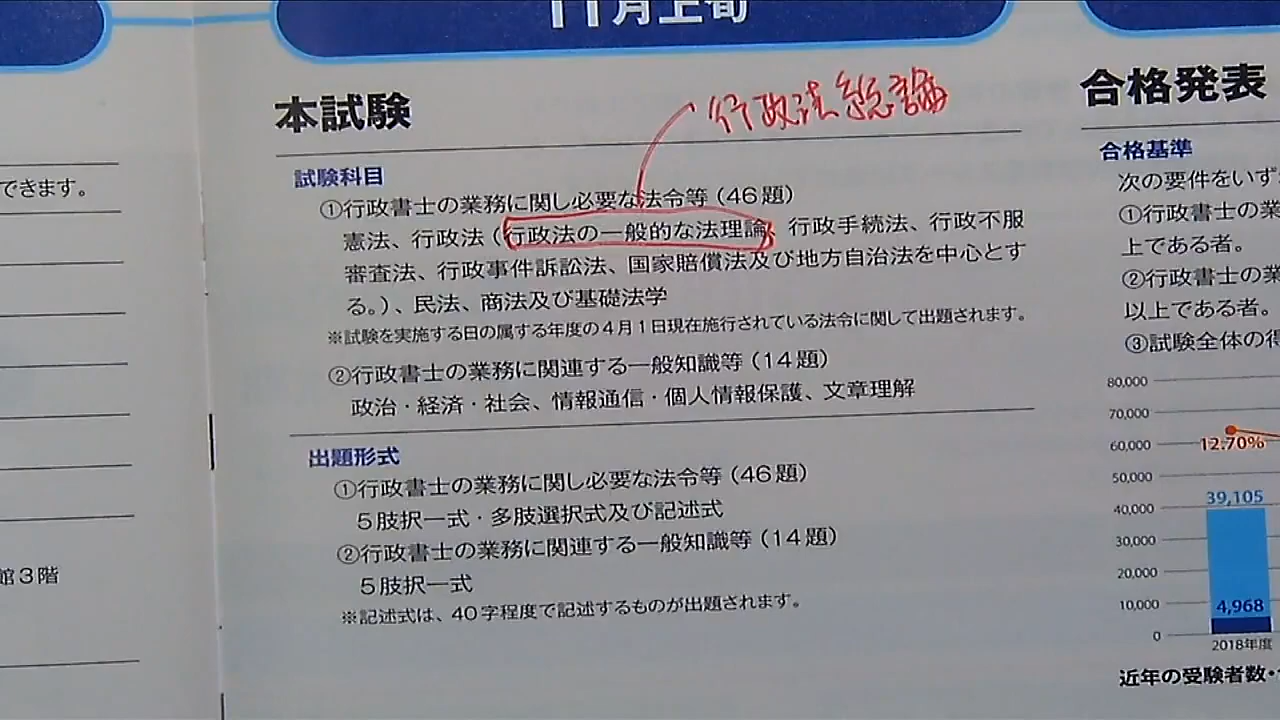 11月上旬
本試験
行政法総論
試験科目
①行政書士の業務に関し必要な法令等（46題）
憲法、行政法（行政法の一般的な法理論、行政手続法、行政不服
審査法、行政事件訴訟法、国家賠償法及び地方自治法を中心とす
る。）、民法、商法及び基礎法学
※試験を実施する日の属する年度の４月１日現在施行されている法令に関して出題されます。
②行政書士の業務に関連する一般知識等（14題）
政治・経済・社会、情報通信・個人情報保護、文章理解
出題形式
①行政書士の業務に関し必要な法令等（46題）
５肢択一式・多肢選択式及び記述式
②行政書士の業務に関連する一般知識等（14題）
５肢択一式
※記述式は、40字程度で記述するものが出題されます。
できます。
館３階
合格発表
合格基準
次の要件をいず
①行政書士の業
上である者。
②行政書士の業
以上である者。
③試験全体の得
80,000
70,000
60,000
12.70%
50,000
39,105
40,000
30,000
20,000
10,000
4,968
0
2018年度
近年の受験者数・